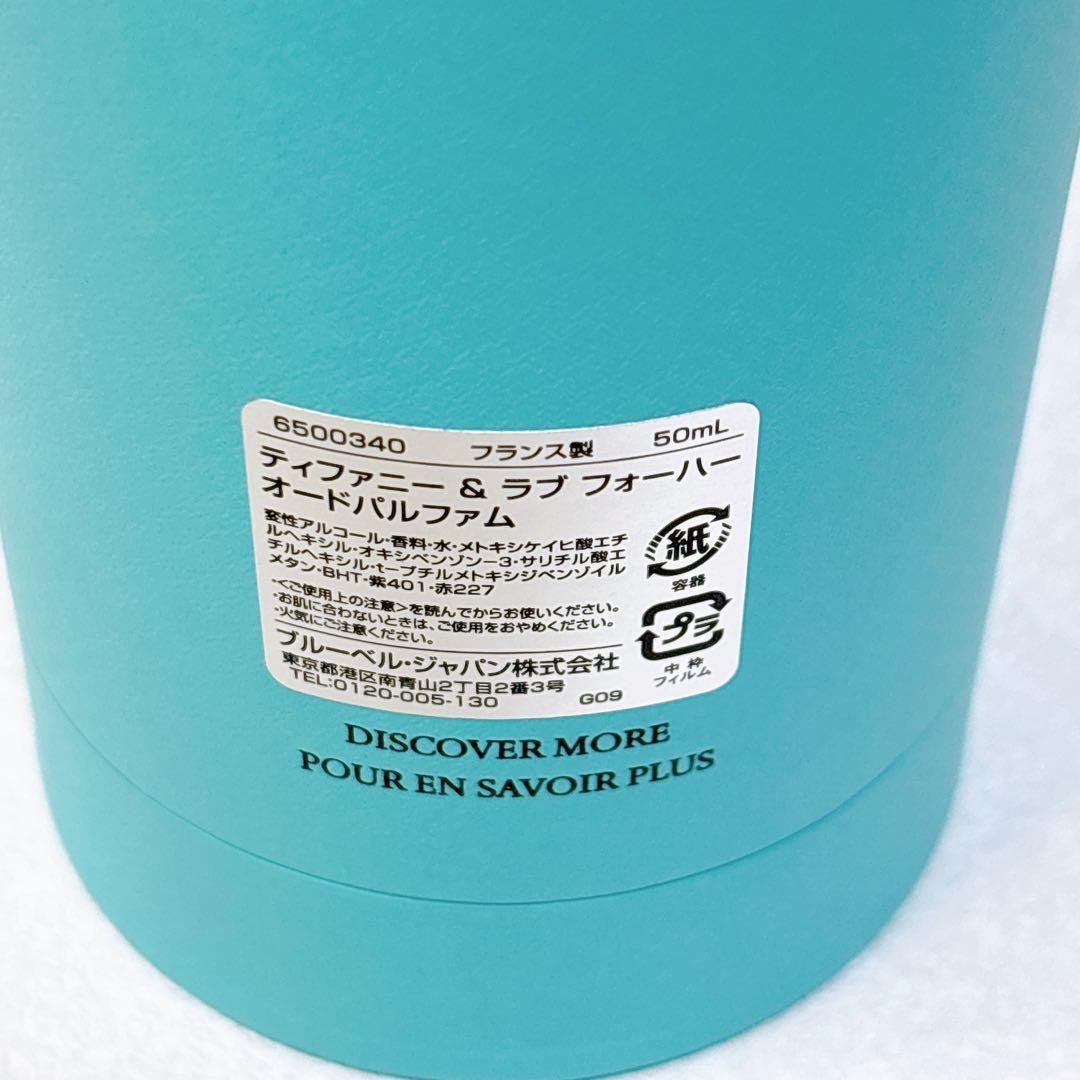 6500340 フランス製 50mL
ティファニー & ラブ フォーハー
オードパルファム
変性アルコール・香料・水・メトキシケイヒ酸エチ
ルヘキシル・オキシベンゾン-3・サリチル酸エ
チルヘキシル・t-ブチルメトキシジベンゾイル
メタン・BHT・紫401・赤227
・<ご使用上の注意>を読んでからお使いください。
・お肌に合わないときは、ご使用をおやめください。
・火気にご注意ください。
紙
容器
プラ
中枠
フィルム
ブルーベル・ジャパン株式会社
東京都港区南青山2丁目2番3号
TEL:0120-005-130 G09
DISCOVER MORE
POUR EN SAVOIR PLUS